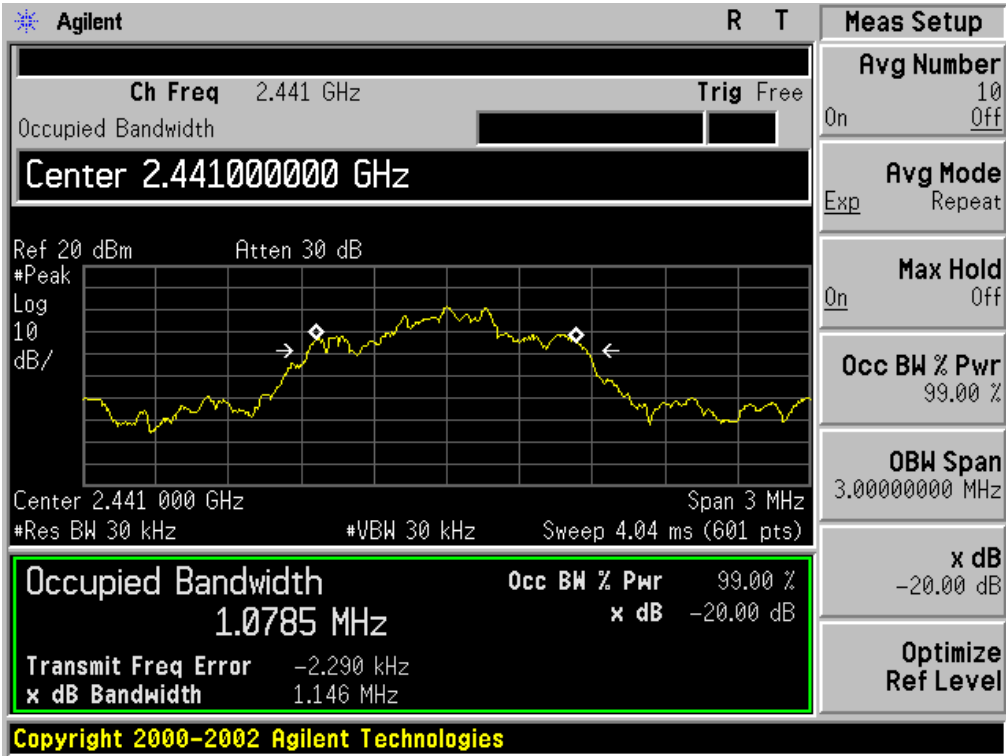 Agilent R T
Ch Freq 2.441 GHz Trig Free
Occupied Bandwidth
Center 2.441000000 GHz
Ref 20 dBm Atten 30 dB
#Peak
Log
10
dB/
Center 2.441 000 GHz Span 3 MHz
#Res BW 30 kHz #VBW 30 kHz Sweep 4.04 ms (601 pts)
Occupied Bandwidth Occ BW % Pwr 99.00 %
1.0785 MHz x dB -20.00 dB
Transmit Freq Error -2.290 kHz
x dB Bandwidth 1.146 MHz
Copyright 2000-2002 Agilent Technologies
Meas Setup
Avg Number
10
On Off
Avg Mode
Exp Repeat
Max Hold
On Off
Occ BW % Pwr
99.00 %
OBW Span
3.00000000 MHz
x dB
-20.00 dB
Optimize
Ref Level